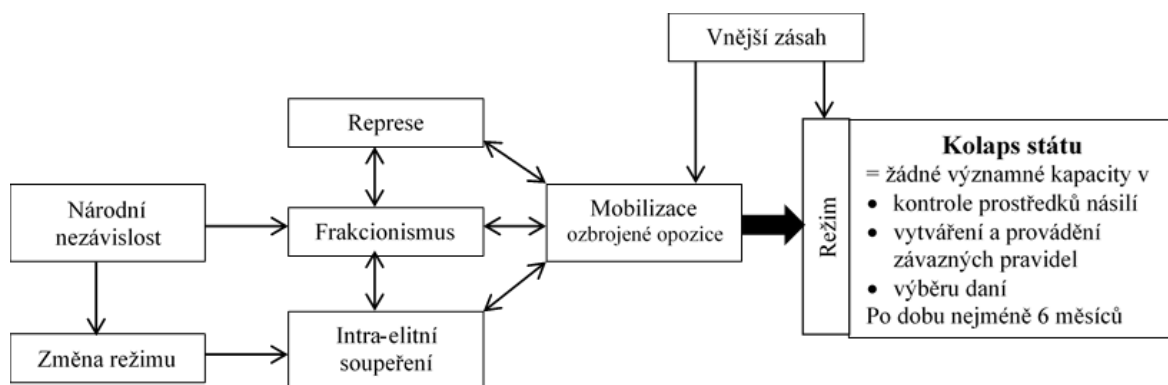 Vnější zásah
Represe
Národní
nezávislost
Frakcionismus
Mobilizace
ozbrojené opozice
Změna režimu
Intra-elitní
soupeření
Režim
Kolaps státu
= žádné významné kapacity v
• kontrole prostředků násilí
• vytváření a provádění
závazných pravidel
• výběru daní
Po dobu nejméně 6 měsíců